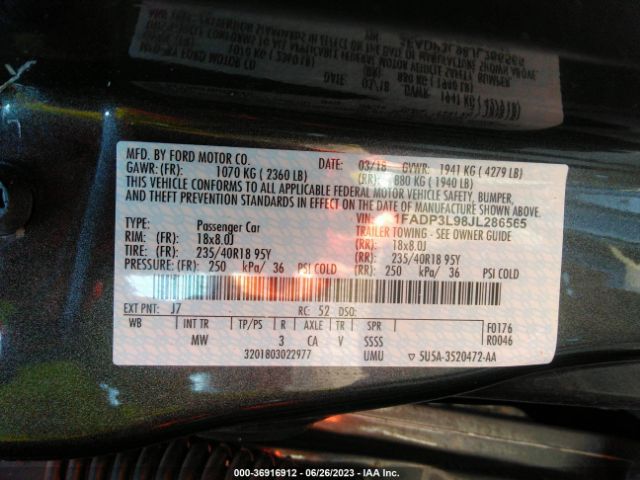 MFD. BY FORD MOTOR CO. DATE: 03/18 GVWR: 1941 KG ( 4279 LB)
GAWR: (FR): 1070 KG ( 2360 LB) (RR): 880 KG ( 1940 LB)
THIS VEHICLE CONFORMS TO ALL APPLICABLE FEDERAL MOTOR VEHICLE SAFETY, BUMPER,
AND THEFT PREVENTION STANDARDS IN EFFECT ON THE DATE OF MANUFACTURE SHOWN ABOVE.
VIN: 1FADP3L98JL286565
TYPE: Passenger Car TRAILER TOWING - SEE OWNER GUIDE
RIM: (FR): 18x8.0J (RR): 18x8.0J
TIRE: (FR): 235/40R18 95Y (RR): 235/40R18 95Y
PRESSURE: (FR): 250 kPa/ 36 PSI COLD (RR): 250 kPa/ 36 PSI COLD
EXT PNT: J7 RC: 52 DSO:
WB INT TR TP/PS R AXLE TR SPR F0176
MW 3 CA V SSSS R0046
3201803022977 UMU ▽ 5U5A-3520472-AA
000-36916912 - 06/26/2023 - IAA Inc.